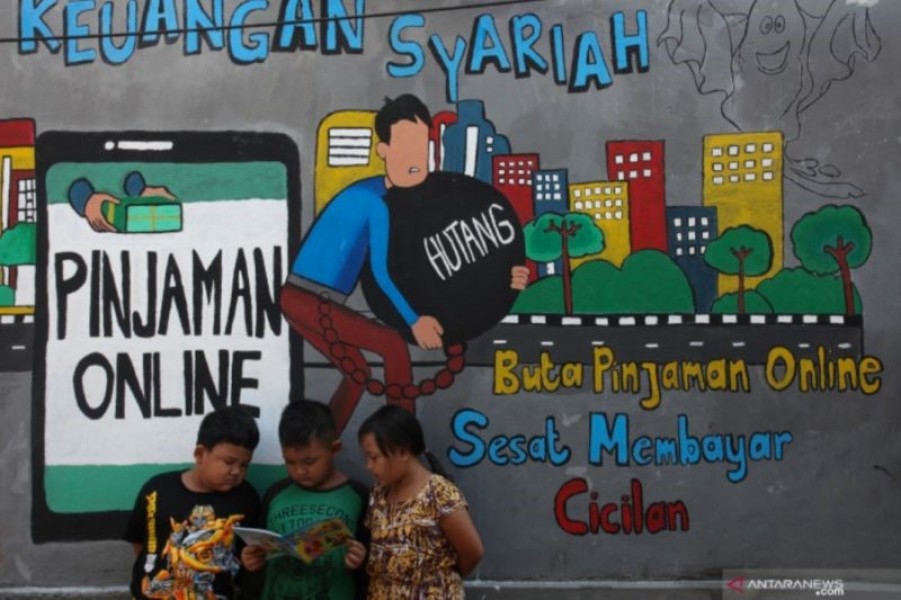 KEUANGAN
SYARIAH
PINJAMAN
ONLINE
HUTANG
Buta Pinjaman Online
Sesat Membayar
Cicilan
ANTARANEWS
.com